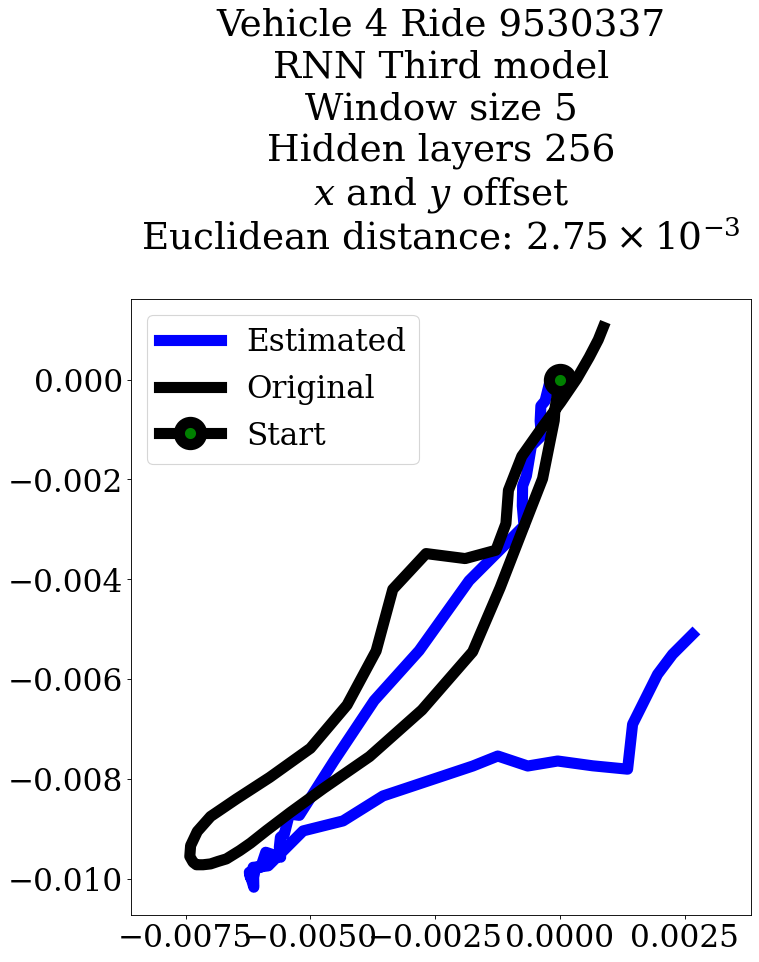 Vehicle 4 Ride 9530337
RNN Third model
Window size 5
Hidden layers 256
x and y offset
Euclidean distance: 2.75 × 10⁻³
Estimated
Original
Start
0.000
−0.002
−0.004
−0.006
−0.008
−0.010
−0.0075 −0.0050 −0.0025 0.0000 0.0025